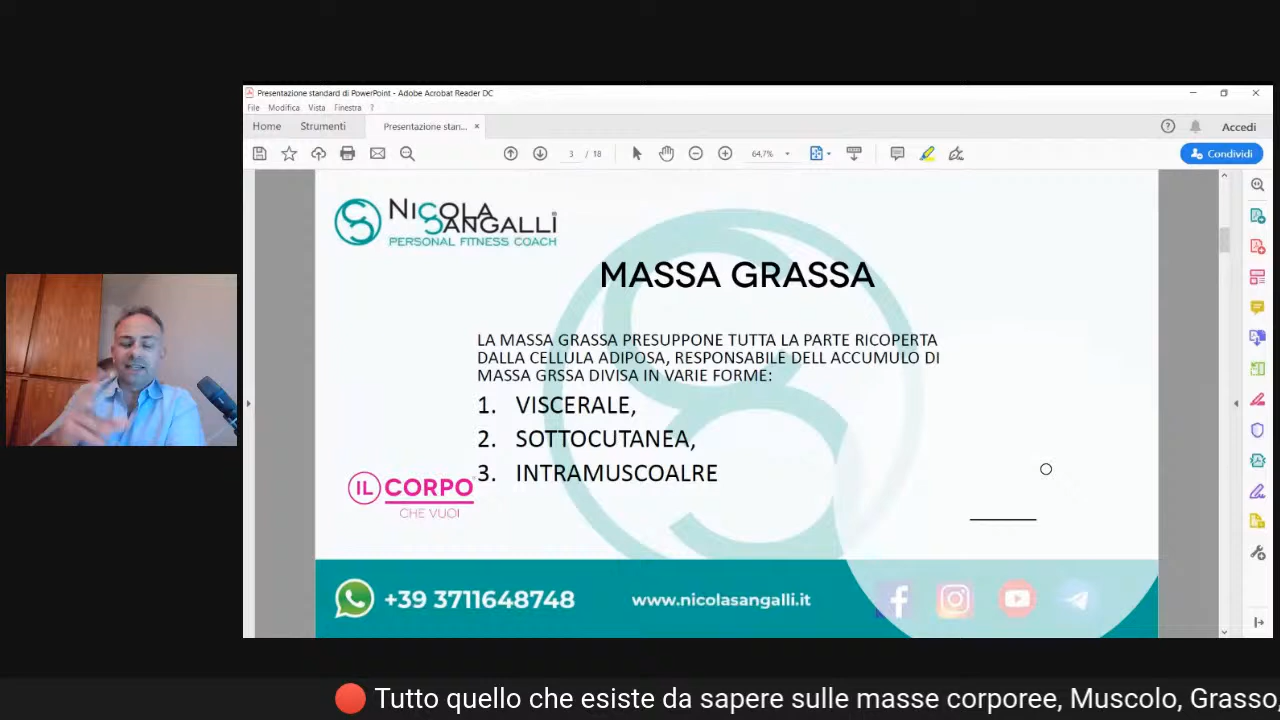 Presentazione standard di PowerPoint - Adobe Acrobat Reader DC
File Modifica Vista Finestra ?
Home Strumenti Presentazione stan... × Accedi
3 / 18 64,7% Condividi
NICOLA
SANGALLI
PERSONAL FITNESS COACH
MASSA GRASSA
LA MASSA GRASSA PRESUPPONE TUTTA LA PARTE RICOPERTA
DALLA CELLULA ADIPOSA, RESPONSABILE DELL ACCUMULO DI
MASSA GRSSA DIVISA IN VARIE FORME:
1. VISCERALE,
2. SOTTOCUTANEA,
3. INTRAMUSCOALRE
IL CORPO
CHE VUOI
+39 3711648748 www.nicolasangalli.it
Tutto quello che esiste da sapere sulle masse corporee, Muscolo, Grasso,